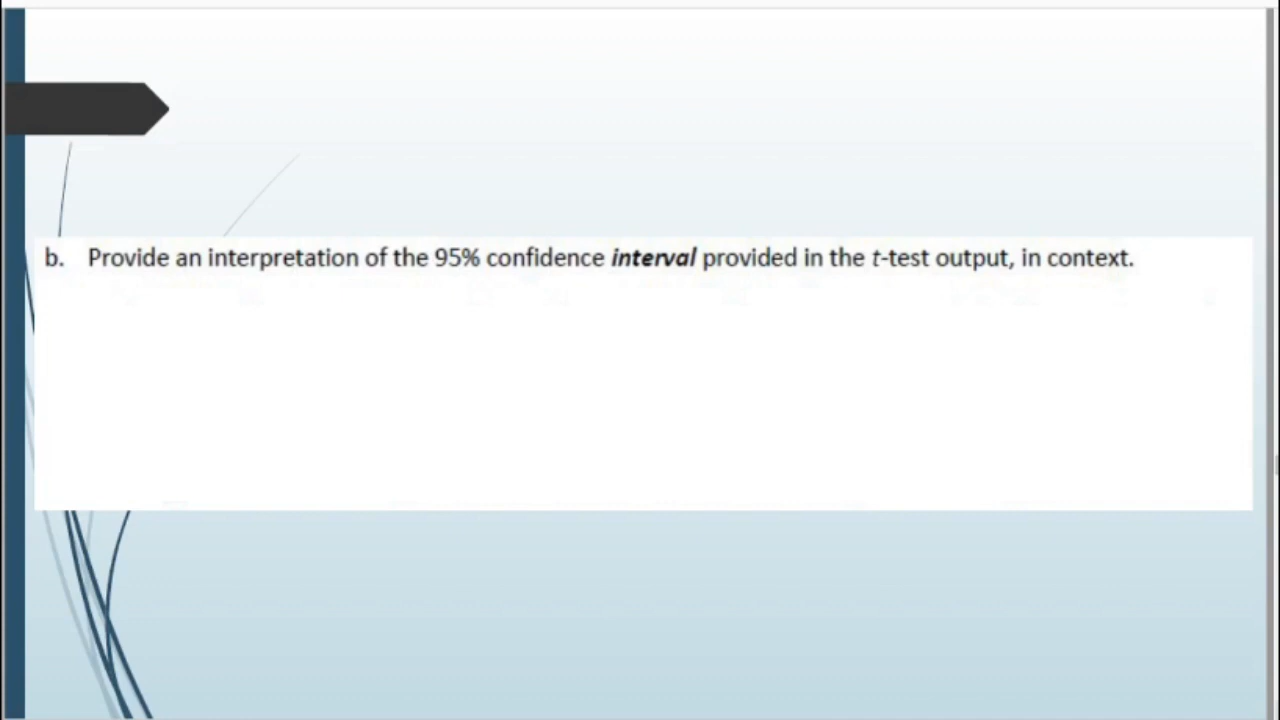 b. Provide an interpretation of the 95% confidence interval provided in the t-test output, in context.